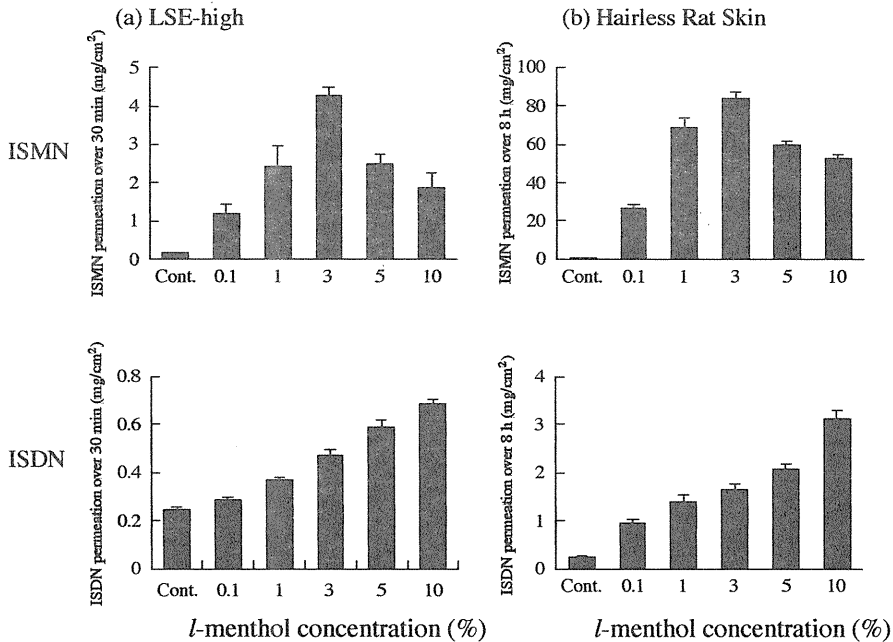 (a) LSE-high
(b) Hairless Rat Skin
ISMN
ISMN permeation over 30 min (mg/cm²)
5
4
3
2
1
0
Cont. 0.1 1 3 5 10
ISMN permeation over 8 h (mg/cm²)
100
80
60
40
20
0
Cont. 0.1 1 3 5 10
ISDN
ISDN permeation over 30 min (mg/cm²)
0.8
0.6
0.4
0.2
0
Cont. 0.1 1 3 5 10
l-menthol concentration (%)
ISDN permeation over 8 h (mg/cm²)
4
3
2
1
0
Cont. 0.1 1 3 5 10
l-menthol concentration (%)